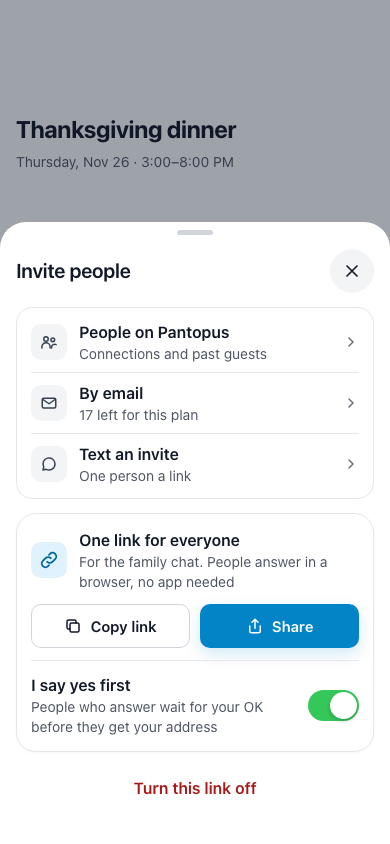 Thanksgiving dinner
Thursday, Nov 26 · 3:00–8:00 PM
Invite people
People on Pantopus
Connections and past guests
By email
17 left for this plan
Text an invite
One person a link
One link for everyone
For the family chat. People answer in a
browser, no app needed
Copy link
Share
I say yes first
People who answer wait for your OK
before they get your address
Turn this link off